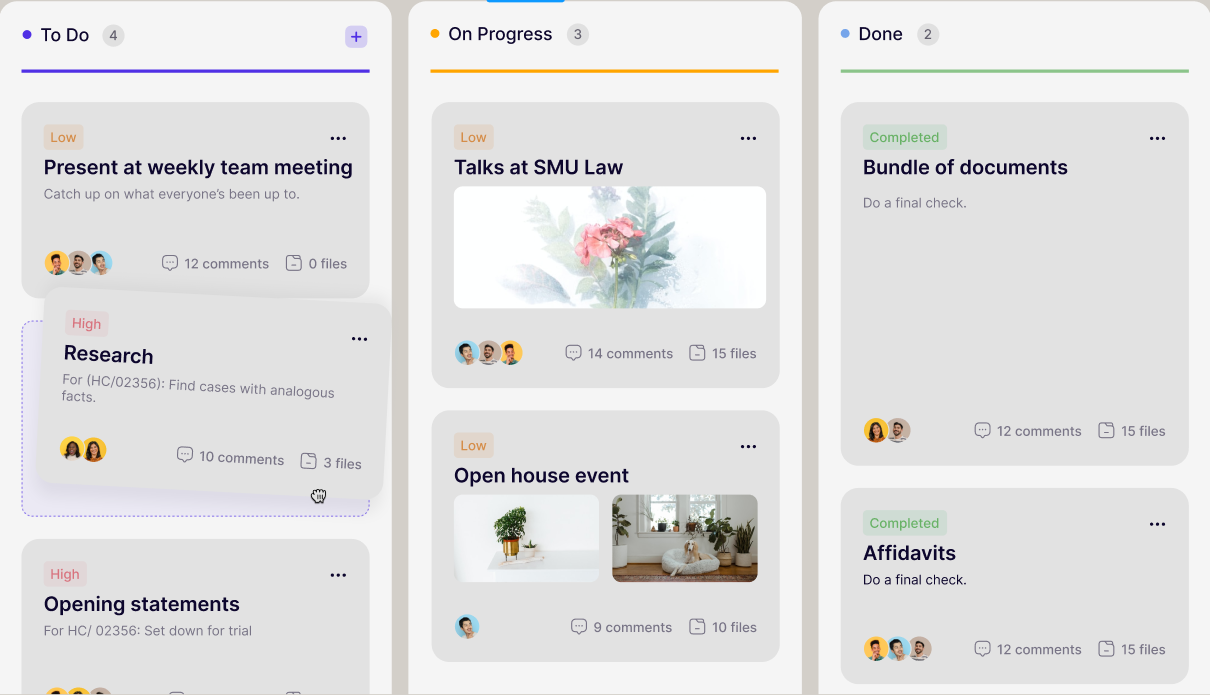 To Do 4 +
Low
Present at weekly team meeting
Catch up on what everyone's been up to.
12 comments 0 files
High
Research
For (HC/02356): Find cases with analogous
facts.
10 comments 3 files
High
Opening statements
For HC/ 02356: Set down for trial
On Progress 3
Low
Talks at SMU Law
14 comments 15 files
Low
Open house event
9 comments 10 files
Done 2
Completed
Bundle of documents
Do a final check.
12 comments 15 files
Completed
Affidavits
Do a final check.
12 comments 15 files